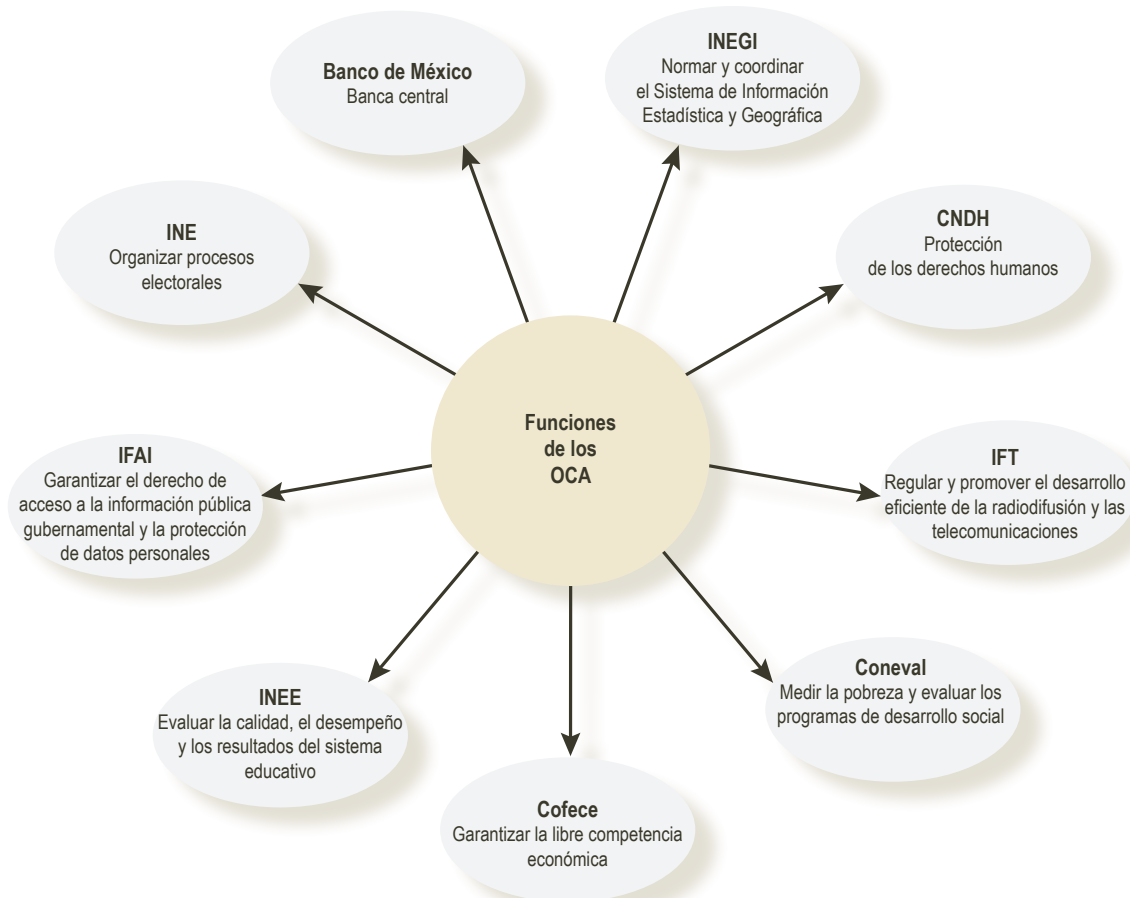 Banco de México
Banca central
INEGI
Normar y coordinar
el Sistema de Información
Estadística y Geográfica
INE
Organizar procesos
electorales
CNDH
Protección
de los derechos humanos
Funciones
de los
OCA
IFAI
Garantizar el derecho de
acceso a la información pública
gubernamental y la protección
de datos personales
IFT
Regular y promover el desarrollo
eficiente de la radiodifusión y las
telecomunicaciones
INEE
Evaluar la calidad, el desempeño
y los resultados del sistema
educativo
Coneval
Medir la pobreza y evaluar los
programas de desarrollo social
Cofece
Garantizar la libre competencia
económica